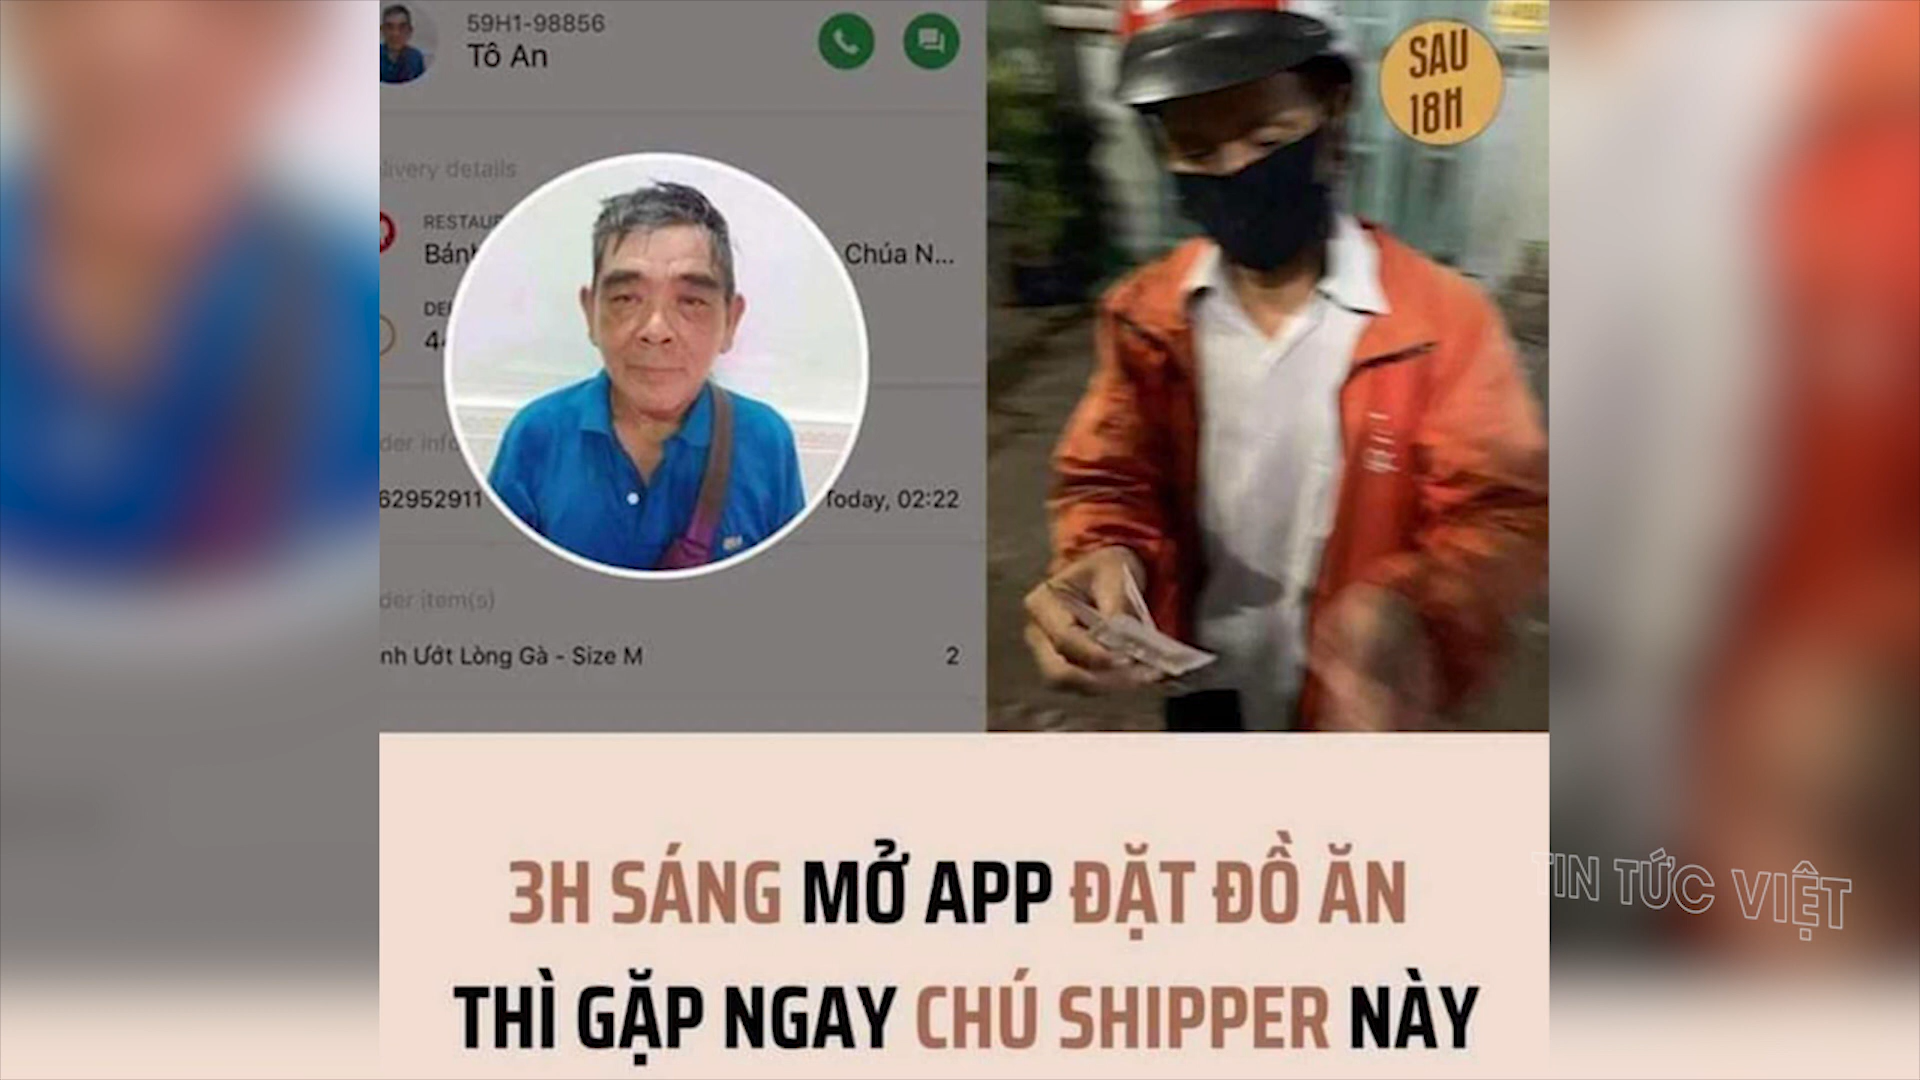 59H1-98856
Tô An
SAU
18H
livery details
RESTAU
Bánh
Chúa N...
DE
der info
62952911
Today, 02:22
der item(s)
nh Ướt Lòng Gà - Size M
2
3H SÁNG MỞ APP ĐẶT ĐỒ ĂN
THÌ GẶP NGAY CHÚ SHIPPER NÀY
TIN TỨC VIỆT